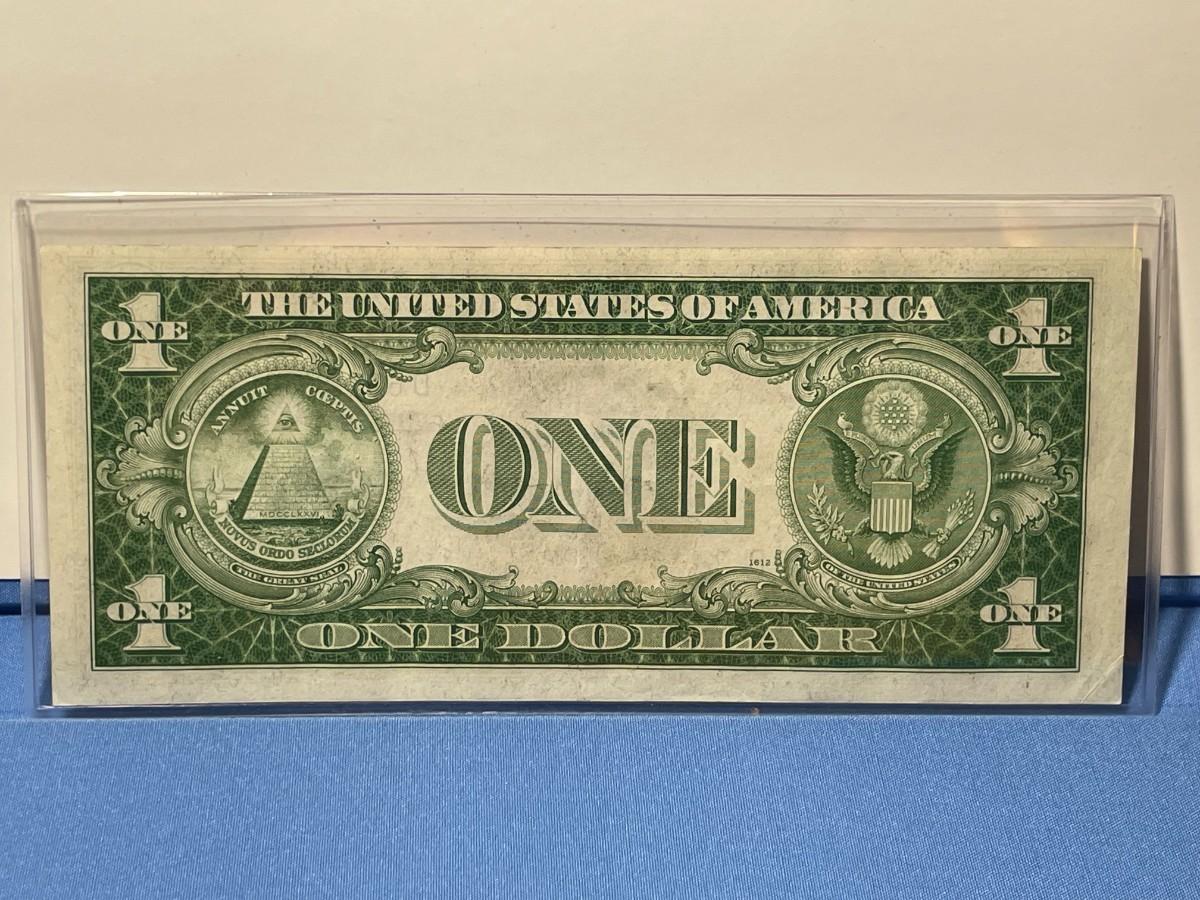 THE UNITED STATES OF AMERICA
1
ONE
1
ONE
ANNUIT CŒPTIS
MDCCLXXVI
NOVUS ORDO SECLORUM
THE GREAT SEAL
ONE
1612
OF THE UNITED STATES
1
ONE
1
ONE
ONE DOLLAR